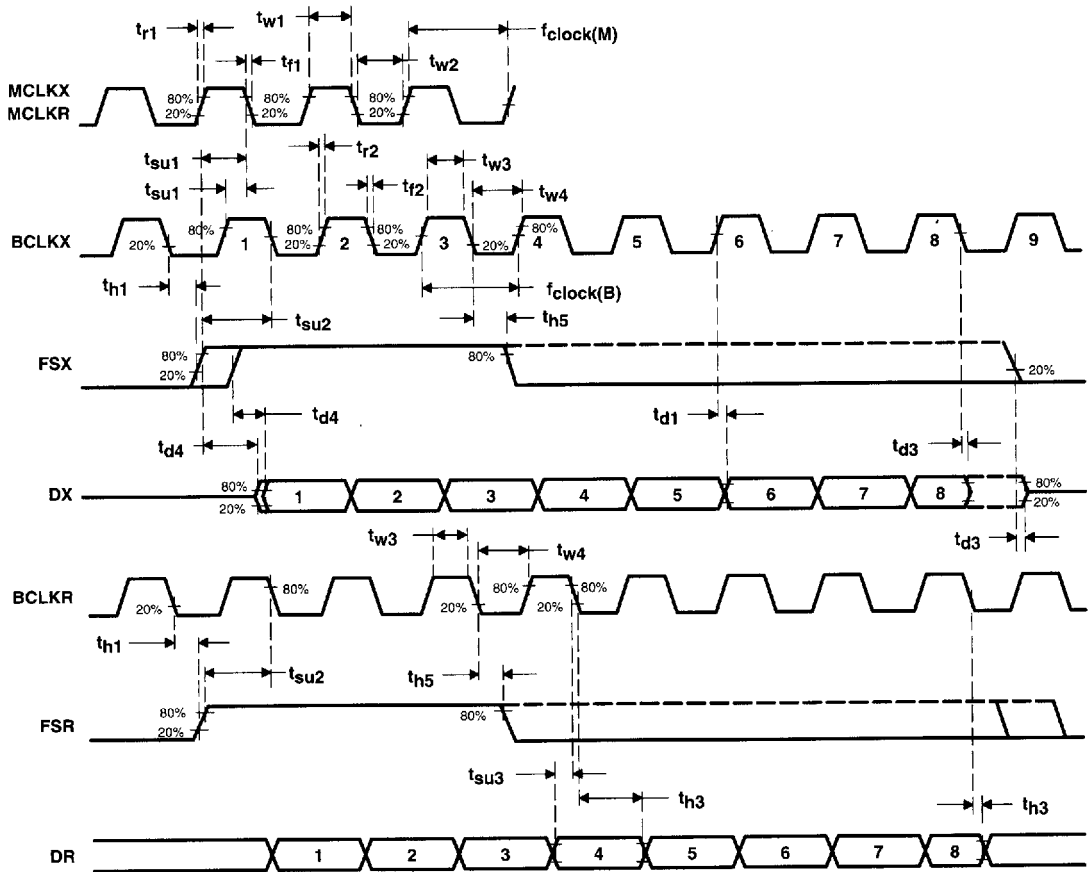 tr1 tw1 fclock(M)
tf1 tw2
MCLKX 80% 80% 80%
MCLKR 20% 20% 20%
tsu1 tr2 tw3
tsu1 tf2 tw4
80% 80% 80% 80%
BCLKX 20% 1 20% 2 20% 3 20% 4 5 6 7 8 9
th1 fclock(B)
tsu2 th5
FSX 80% 80%
20% 20%
td4 td1
td4 td3
DX 80% 1 2 3 4 5 6 7 8 80%
20% 20%
tw3 tw4 td3
BCLKR 80% 80% 80%
20% 20% 20%
th1
tsu2 th5
FSR 80% 80%
20%
tsu3
th3 th3
DR 1 2 3 4 5 6 7 8